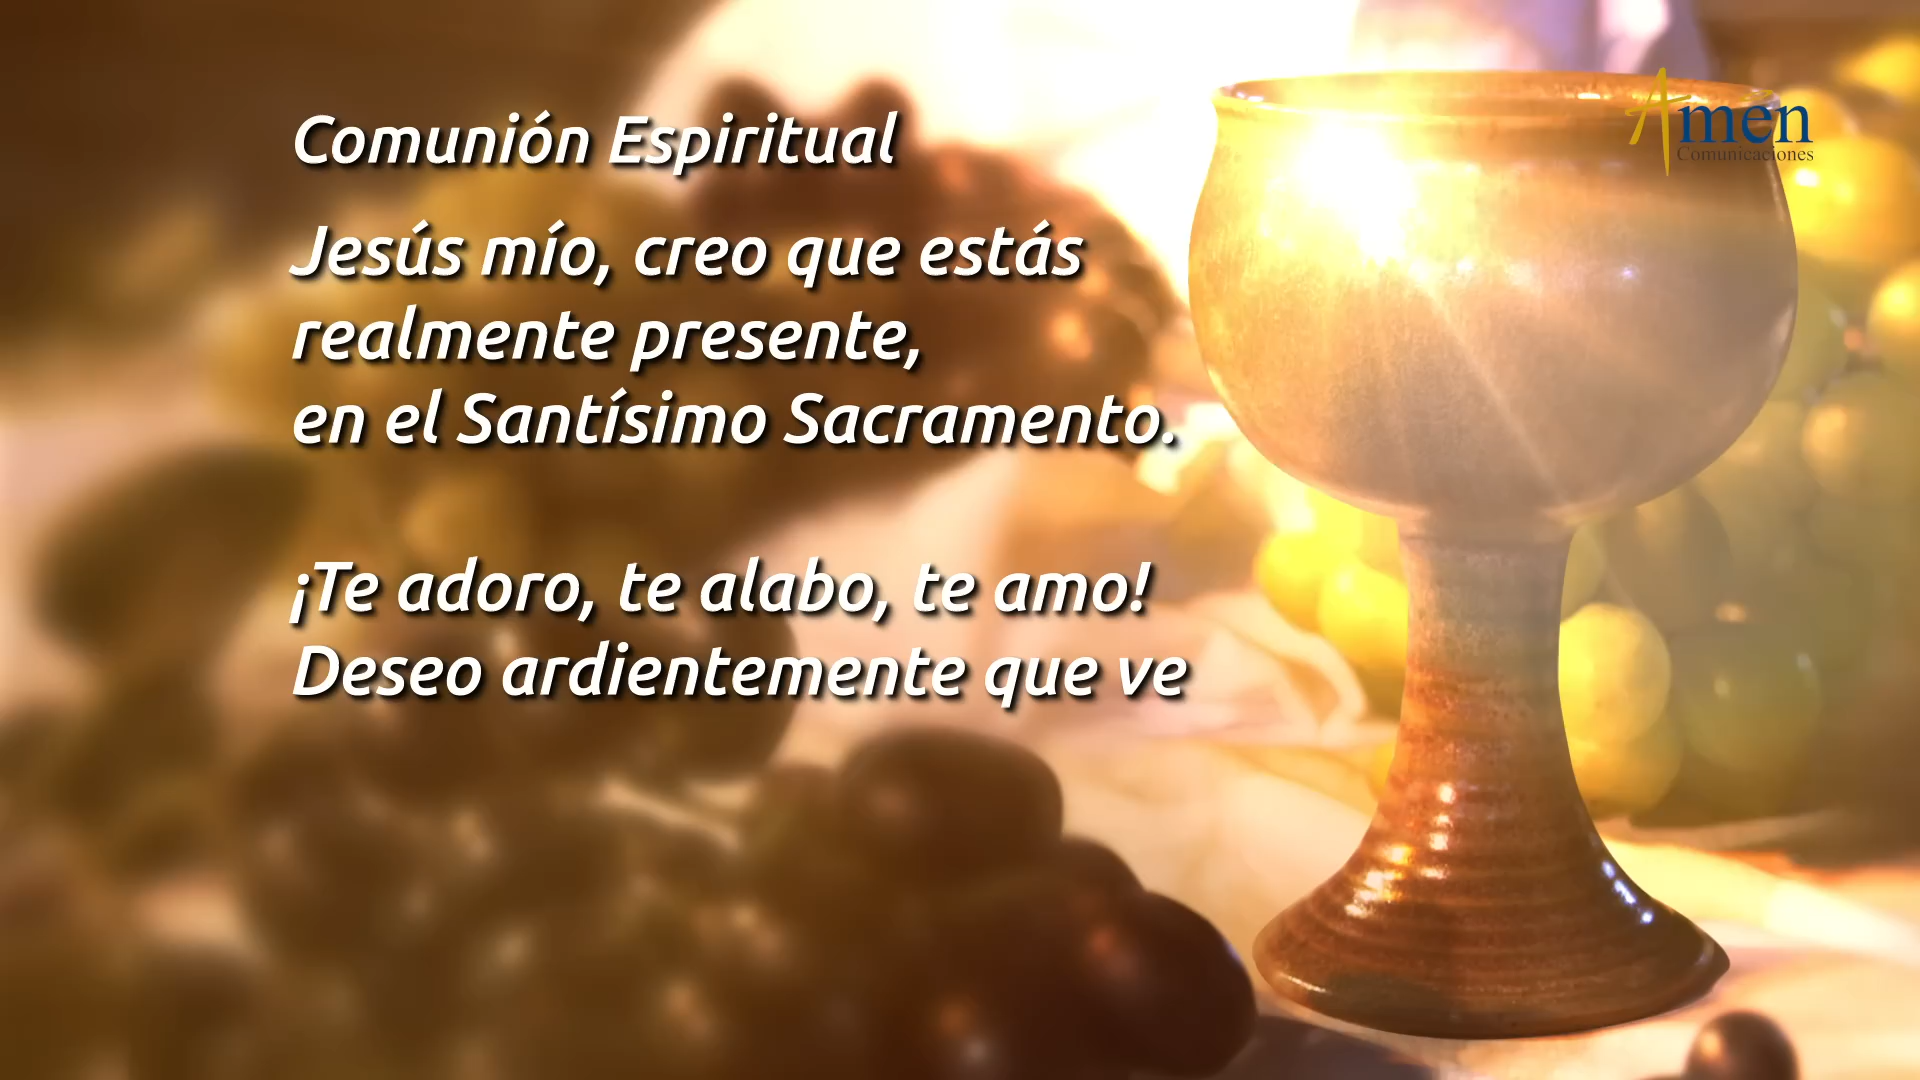 Comunión Espiritual
Jesús mío, creo que estás
realmente presente,
en el Santísimo Sacramento.
¡Te adoro, te alabo, te amo!
Deseo ardientemente que ve
Amén
Comunicaciones